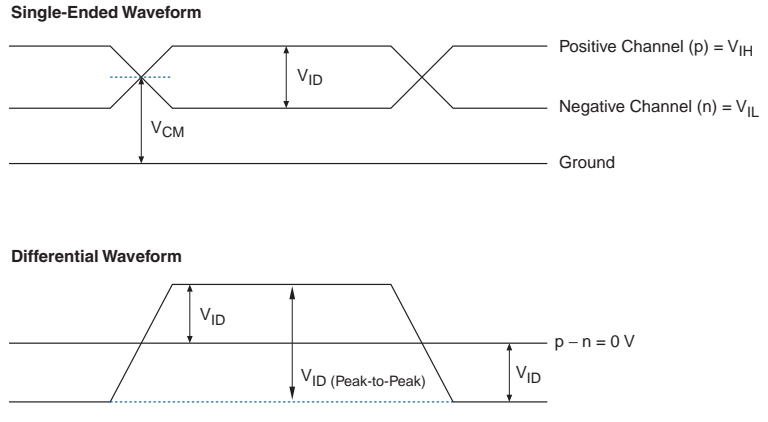 Single-Ended Waveform
Positive Channel (p) = VIH
VID
Negative Channel (n) = VIL
VCM
Ground
Differential Waveform
VID
p – n = 0 V
VID (Peak-to-Peak)
VID